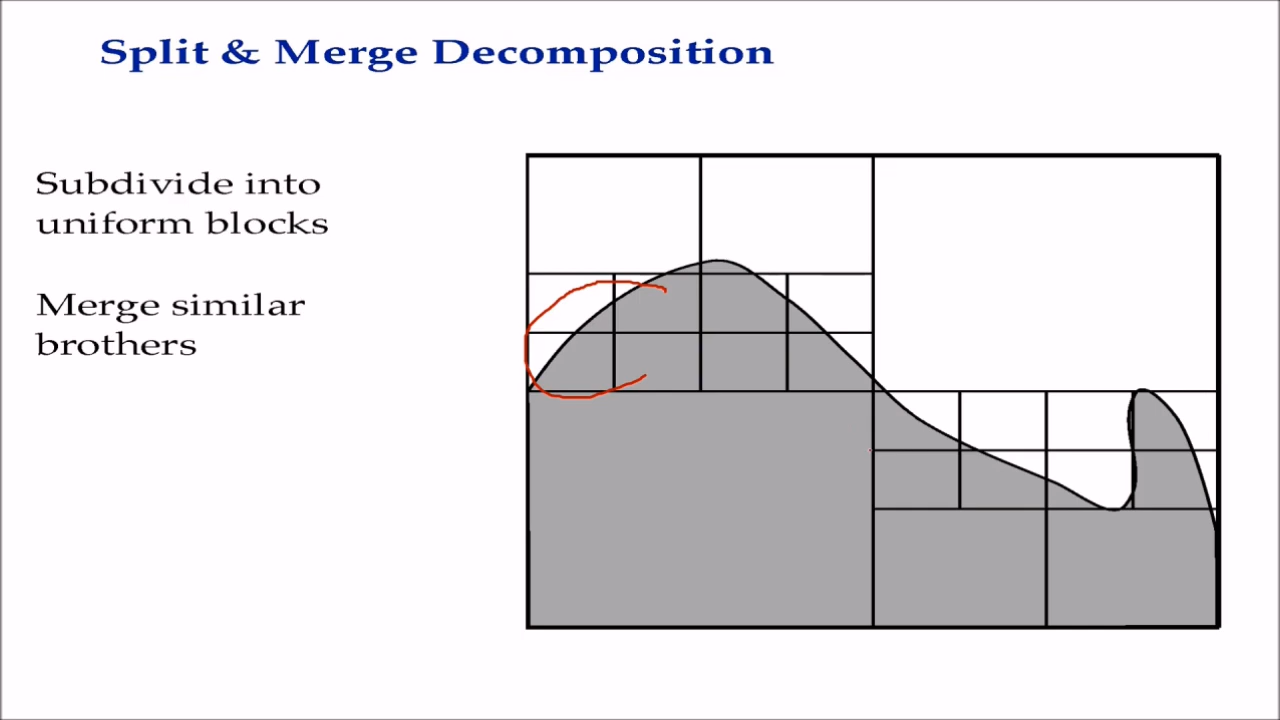 Split & Merge Decomposition
Subdivide into
uniform blocks
Merge similar
brothers